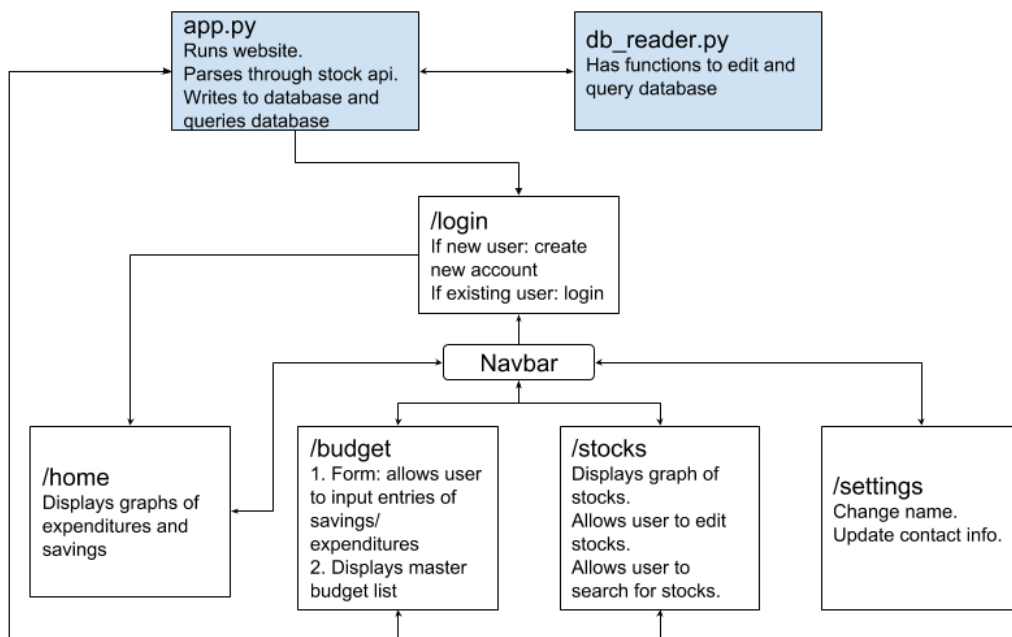 app.py
Runs website.
Parses through stock api.
Writes to database and
queries database
db_reader.py
Has functions to edit and
query database
/login
If new user: create
new account
If existing user: login
Navbar
/home
Displays graphs of
expenditures and
savings
/budget
1. Form: allows user
to input entries of
savings/
expenditures
2. Displays master
budget list
/stocks
Displays graph of
stocks.
Allows user to edit
stocks.
Allows user to
search for stocks.
/settings
Change name.
Update contact info.